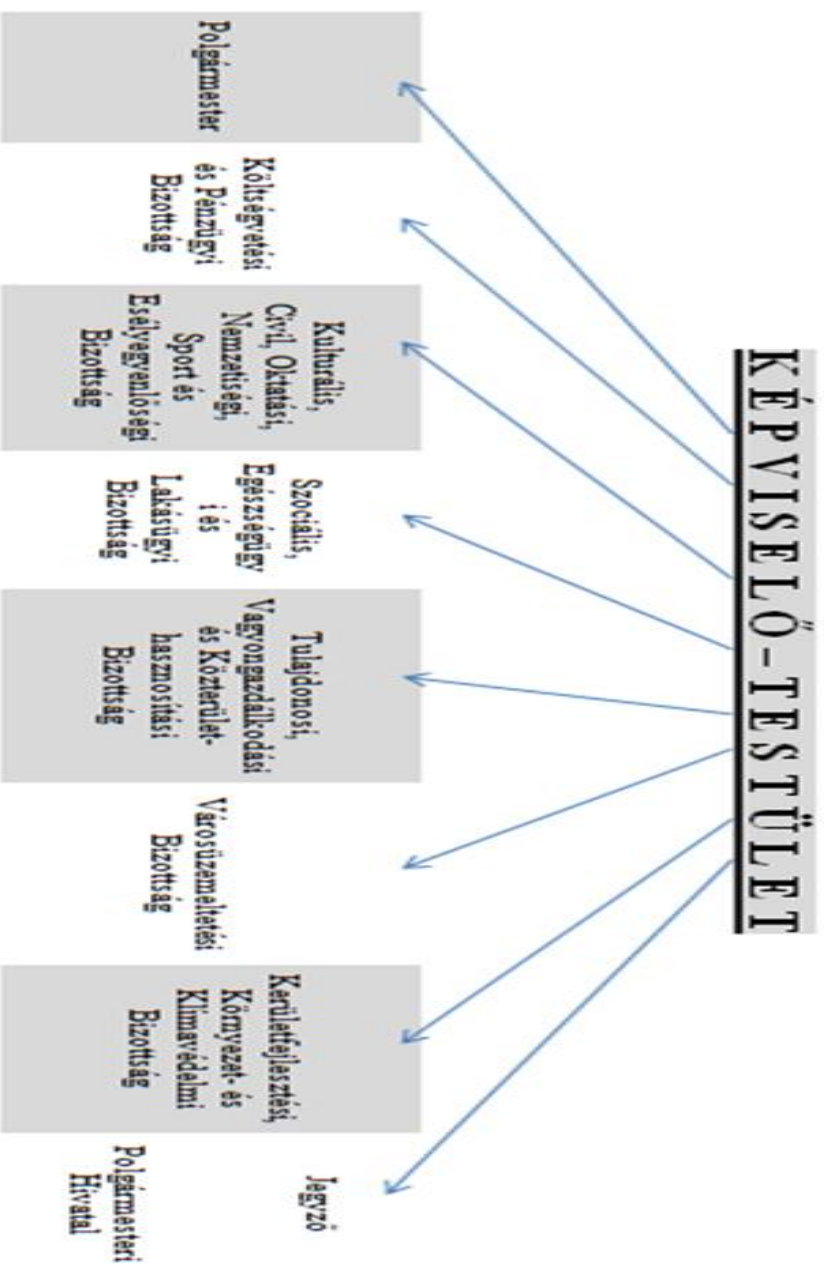 KÉPVISELŐ-TESTÜLET
Polgármester
Költségvetési
és Pénzügyi
Bizottság
Kulturális,
Civil, Oktatási,
Nemzetiségi,
Sport és
Esélyegyenlőségi
Bizottság
Szociális,
Egészségügy
i és
Lakásügyi
Bizottság
Tulajdonosi,
Vagyongazdálkodási
és Közterület-
hasznosítási
Bizottság
Városüzemeltetési
Bizottság
Kerületfejlesztési,
Környezet- és
Klímavédelmi
Bizottság
Jegyző
Polgármesteri
Hivatal